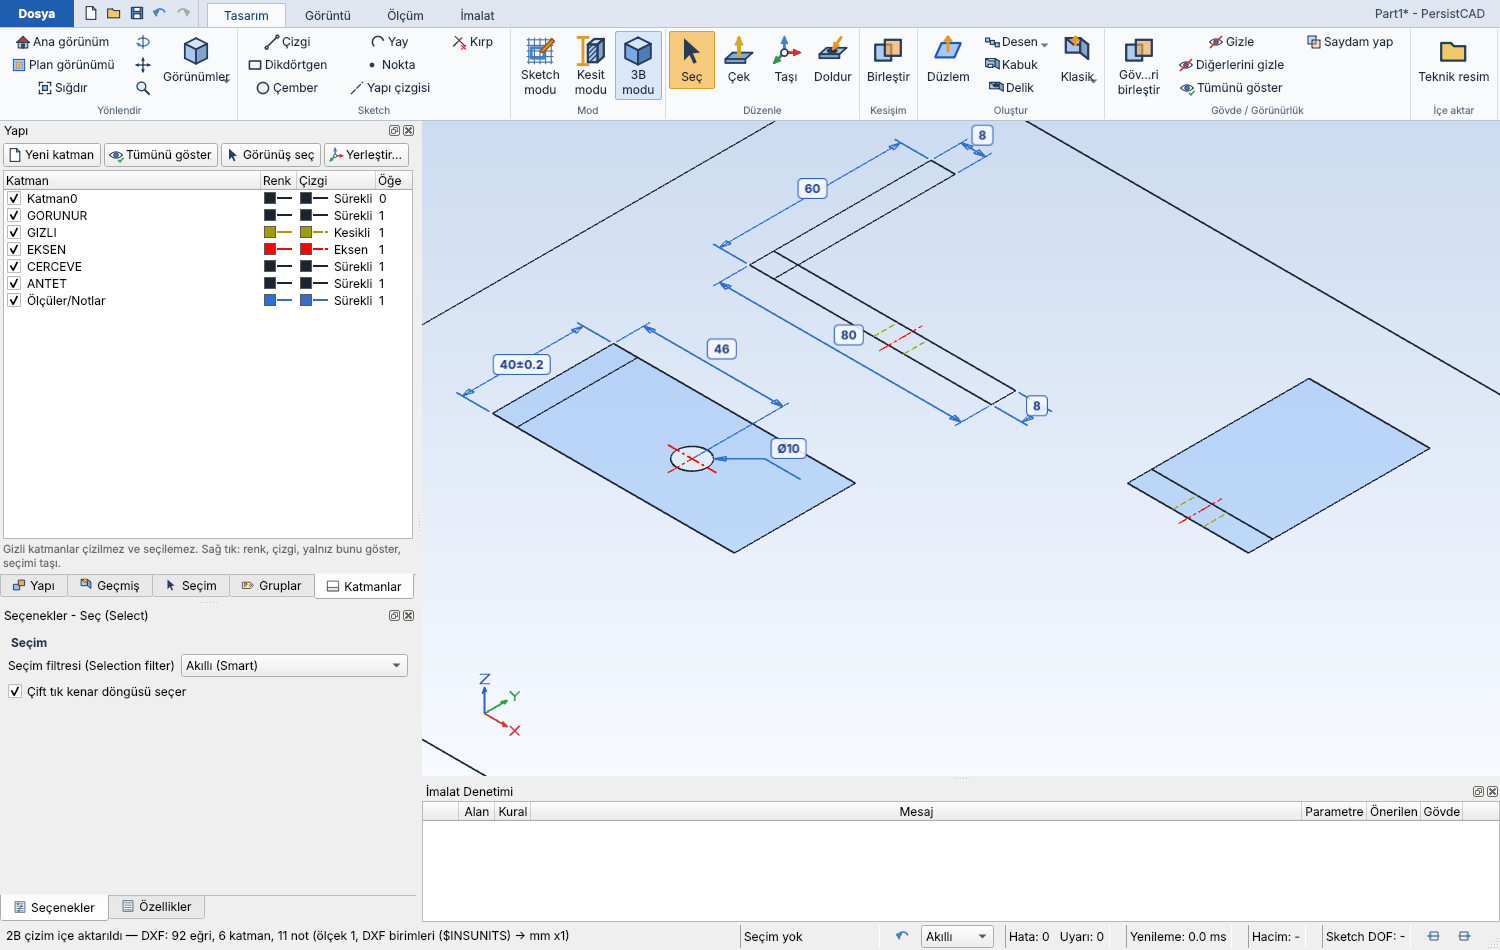 Dosya
Tasarım Görüntü Ölçüm İmalat
Part1* - PersistCAD
Ana görünüm
Plan görünümü
Sığdır
Görünümler
Yönlendir
Çizgi
Dikdörtgen
Çember
Yay
Nokta
Yapı çizgisi
Kırp
Sketch
Sketch modu
Kesit modu
3B modu
Mod
Seç
Çek
Taşı
Doldur
Düzenle
Birleştir
Kesişim
Düzlem
Desen
Kabuk
Delik
Klasik
Oluştur
Göv...ri birleştir
Gizle
Diğerlerini gizle
Tümünü göster
Saydam yap
Gövde / Görünürlük
Teknik resim
İçe aktar
Yapı
Yeni katman Tümünü göster Görünüş seç Yerleştir...
Katman Renk Çizgi Öğe
Katman0 Sürekli 0
GORUNUR Sürekli 1
GIZLI Kesikli 1
EKSEN Eksen 1
CERCEVE Sürekli 1
ANTET Sürekli 1
Ölçüler/Notlar Sürekli 1
Gizli katmanlar çizilmez ve seçilemez. Sağ tık: renk, çizgi, yalnız bunu göster,
seçimi taşı.
Yapı Geçmiş Seçim Gruplar Katmanlar
Seçenekler - Seç (Select)
Seçim
Seçim filtresi (Selection filter) Akıllı (Smart)
Çift tık kenar döngüsü seçer
Seçenekler Özellikler
8
60
80
46
40±0.2
8
Ø10
Z
Y
X
İmalat Denetimi
Alan Kural Mesaj Parametre Önerilen Gövde
2B çizim içe aktarıldı — DXF: 92 eğri, 6 katman, 11 not (ölçek 1, DXF birimleri ($INSUNITS) → mm x1)
Seçim yok
Akıllı
Hata: 0 Uyarı: 0
Yenileme: 0.0 ms
Hacim: -
Sketch DOF: -